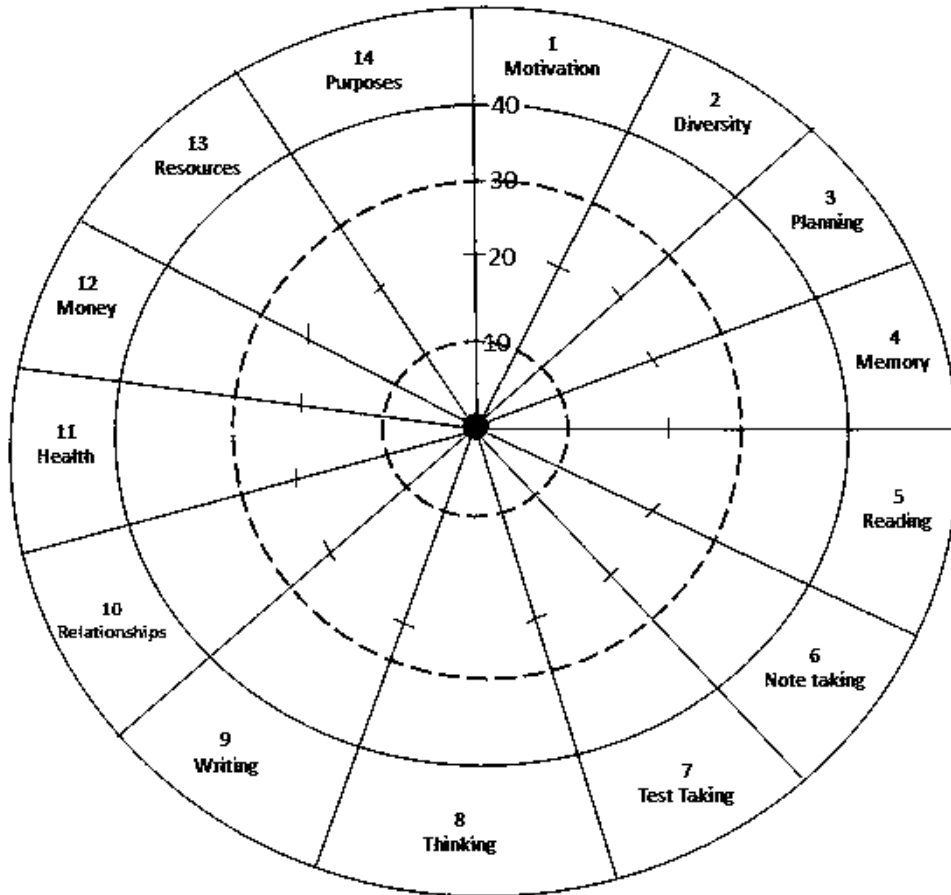 1
Motivation
2
Diversity
3
Planning
4
Memory
5
Reading
6
Note taking
7
Test Taking
8
Thinking
9
Writing
10
Relationships
11
Health
12
Money
13
Resources
14
Purposes
40
30
20
10